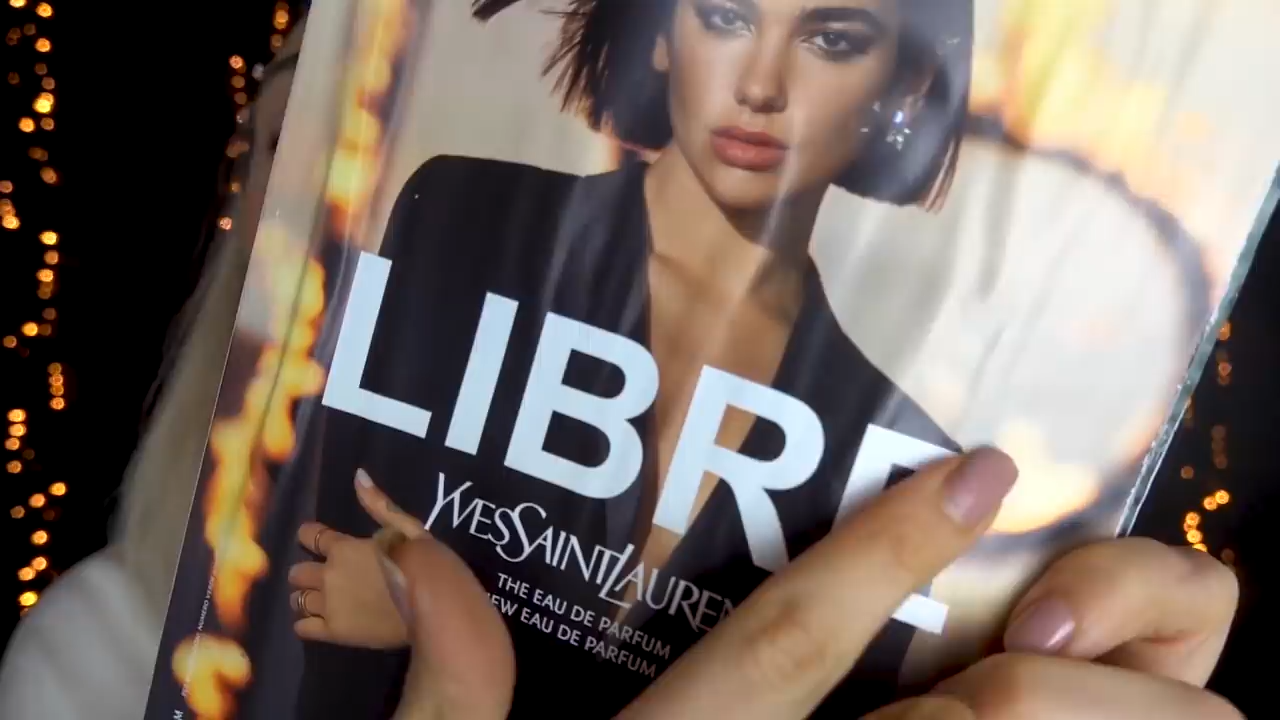 LIBRE
YVESSAINTLAUREN
THE EAU DE PARFUM
EW EAU DE PARFUM